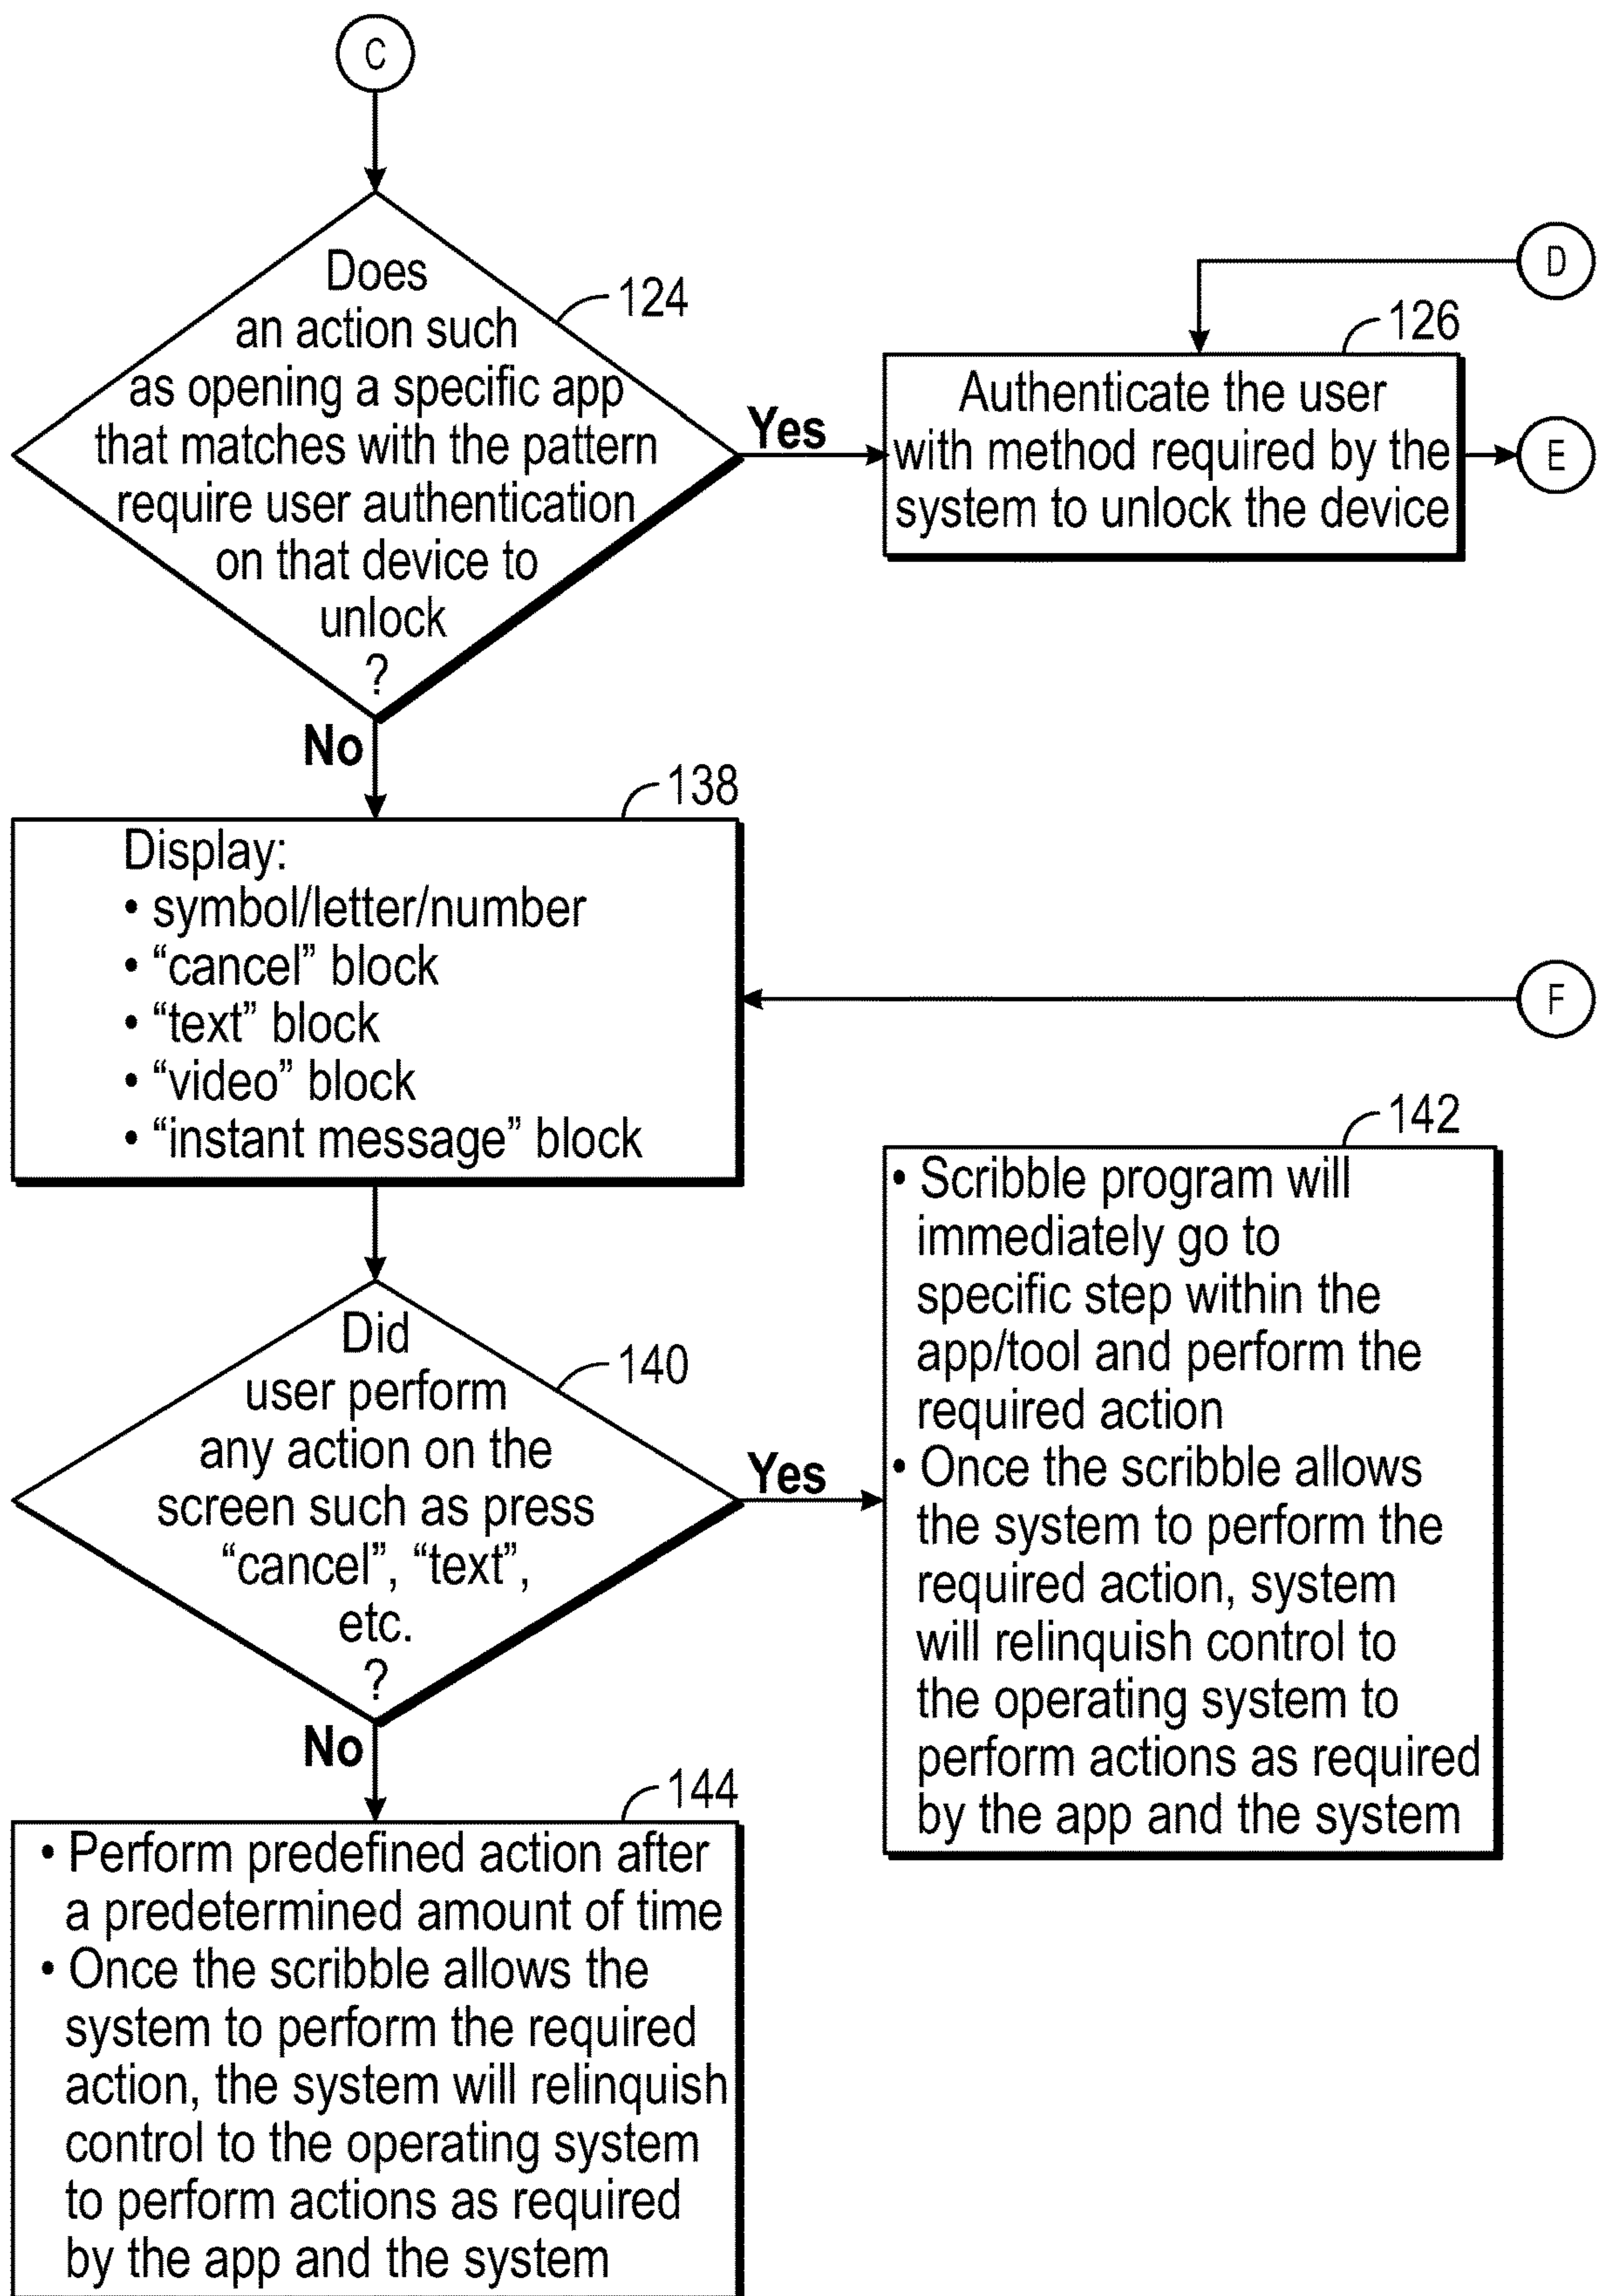 C
Does
an action such
as opening a specific app
that matches with the pattern
require user authentication
on that device to
unlock
?
124
Yes
No
D
126
Authenticate the user
with method required by the
system to unlock the device
E
138
Display:
• symbol/letter/number
• “cancel” block
• “text” block
• “video” block
• “instant message” block
F
Did
user perform
any action on the
screen such as press
“cancel”, “text”,
etc.
?
140
Yes
No
142
• Scribble program will
immediately go to
specific step within the
app/tool and perform the
required action
• Once the scribble allows
the system to perform the
required action, system
will relinquish control to
the operating system to
perform actions as required
by the app and the system
144
• Perform predefined action after
a predetermined amount of time
• Once the scribble allows the
system to perform the required
action, the system will relinquish
control to the operating system
to perform actions as required
by the app and the system